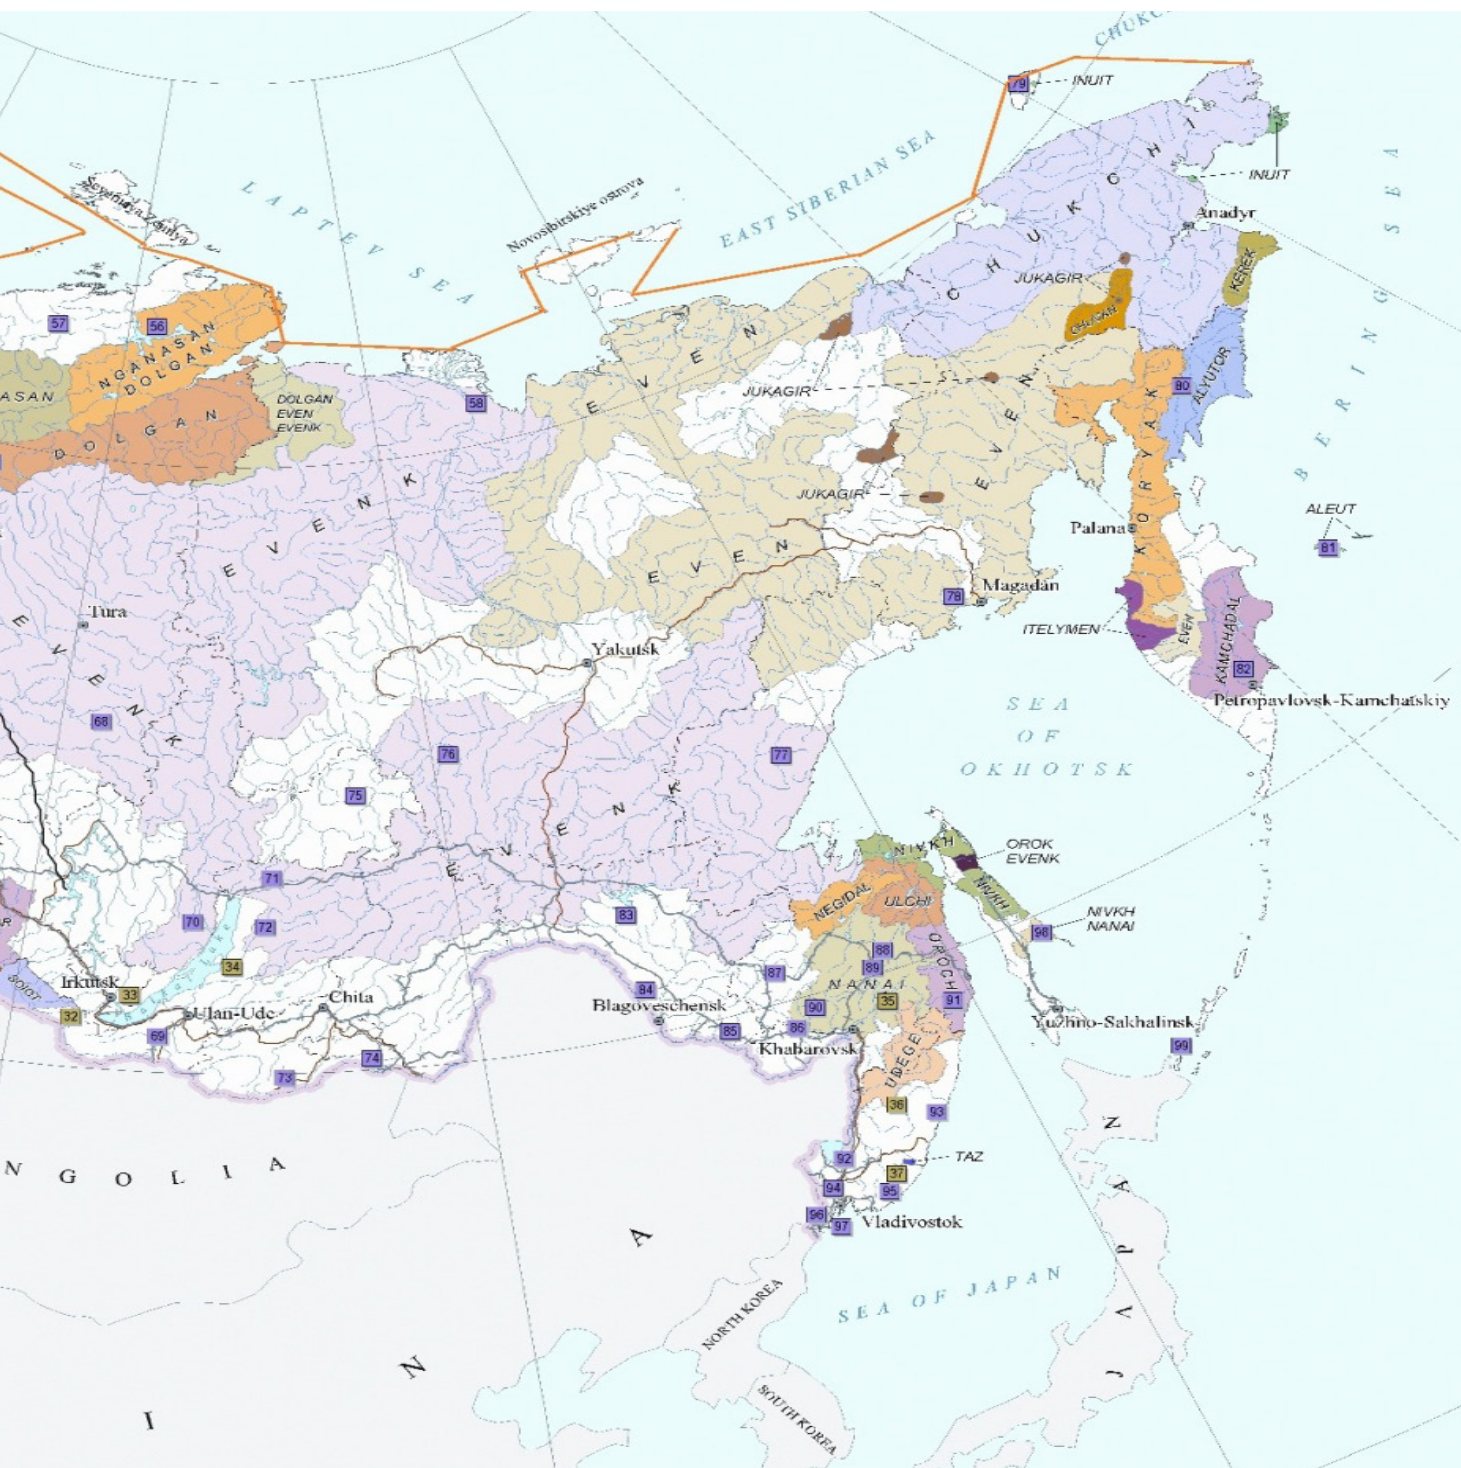 CHUKC
79
INUIT
INUIT
CHUKCHI
Anadyr
KEREK
BERING SEA
EAST SIBERIAN SEA
Novosibirskiye ostrova
Severnaya Zemlya
LAPTEV SEA
JUKAGIR
57
56
NGANASAN
DOLGAN
ASAN
DOLGAN
DOLGAN
EVEN
EVENK
58
EVEN
JUKAGIR
EVEN
80
ALYUTOR
KORYAK
JUKAGIR
EVENK
EVEN
Palana
ALEUT
81
78
Magadan
ITELYMEN
EVEN
KAMCHADAL
82
Petropavlovsk-Kamchatskiy
Tura
EVENK
Yakutsk
68
76
77
75
SEA
OF
OKHOTSK
EVENK
NIVKH
OROK
EVENK
NIVKH
NEGIDAL
ULCHI
NIVKH
NANAI
98
71
70
72
83
R
OROCHI
88
89
34
87
NANAI
SOJOT
Irkutsk
33
32
Ulan-Ude
Chita
84
Blagoveschensk
90
35
91
85
86
Khabarovsk
Yuzhno-Sakhalinsk
99
69
74
73
UDEGE
36
93
92
TAZ
37
94
95
96
97
Vladivostok
NGOLIA
SEA OF JAPAN
NORTH KOREA
SOUTH KOREA
JAPAN
I
N
A